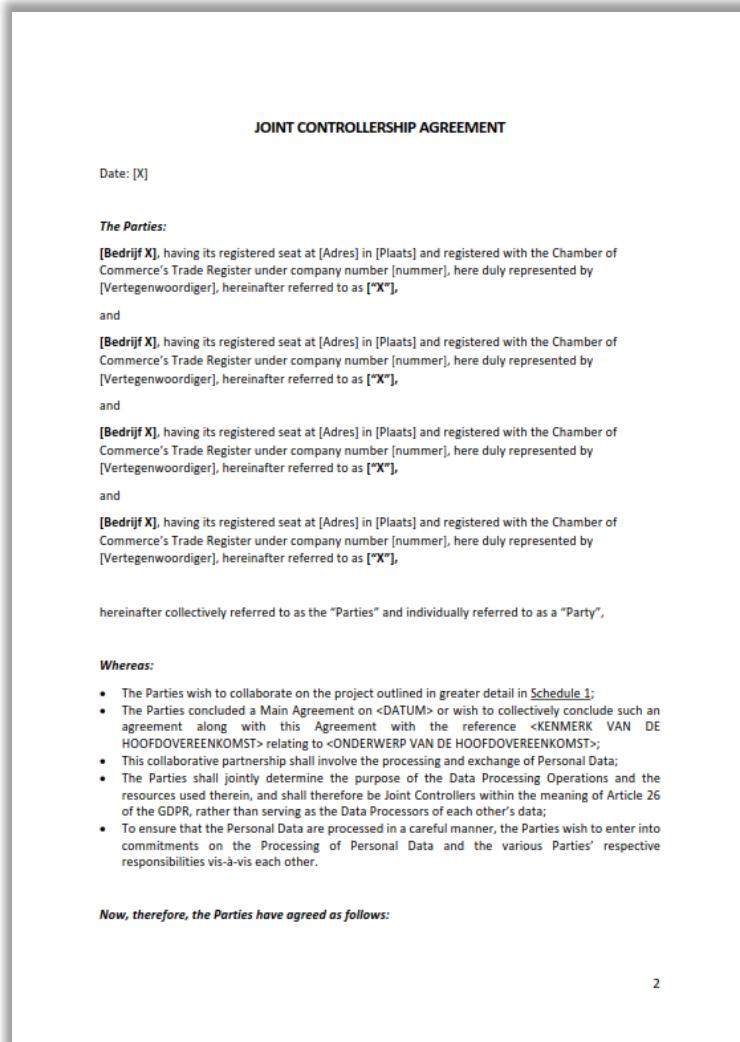 JOINT CONTROLLERSHIP AGREEMENT
Date: [X]
The Parties:
[Bedrijf X], having its registered seat at [Adres] in [Plaats] and registered with the Chamber of
Commerce’s Trade Register under company number [nummer], here duly represented by
[Vertegenwoordiger], hereinafter referred to as [“X”],
and
[Bedrijf X], having its registered seat at [Adres] in [Plaats] and registered with the Chamber of
Commerce’s Trade Register under company number [nummer], here duly represented by
[Vertegenwoordiger], hereinafter referred to as [“X”],
and
[Bedrijf X], having its registered seat at [Adres] in [Plaats] and registered with the Chamber of
Commerce’s Trade Register under company number [nummer], here duly represented by
[Vertegenwoordiger], hereinafter referred to as [“X”],
and
[Bedrijf X], having its registered seat at [Adres] in [Plaats] and registered with the Chamber of
Commerce’s Trade Register under company number [nummer], here duly represented by
[Vertegenwoordiger], hereinafter referred to as [“X”],
hereinafter collectively referred to as the “Parties” and individually referred to as a “Party”,
Whereas:
• The Parties wish to collaborate on the project outlined in greater detail in Schedule 1;
• The Parties concluded a Main Agreement on <DATUM> or wish to collectively conclude such an
agreement along with this Agreement with the reference <KENMERK VAN DE
HOOFDOVEREENKOMST> relating to <ONDERWERP VAN DE HOOFDOVEREENKOMST>;
• This collaborative partnership shall involve the processing and exchange of Personal Data;
• The Parties shall jointly determine the purpose of the Data Processing Operations and the
resources used therein, and shall therefore be Joint Controllers within the meaning of Article 26
of the GDPR, rather than serving as the Data Processors of each other’s data;
• To ensure that the Personal Data are processed in a careful manner, the Parties wish to enter into
commitments on the Processing of Personal Data and the various Parties’ respective
responsibilities vis-à-vis each other.
Now, therefore, the Parties have agreed as follows:
2